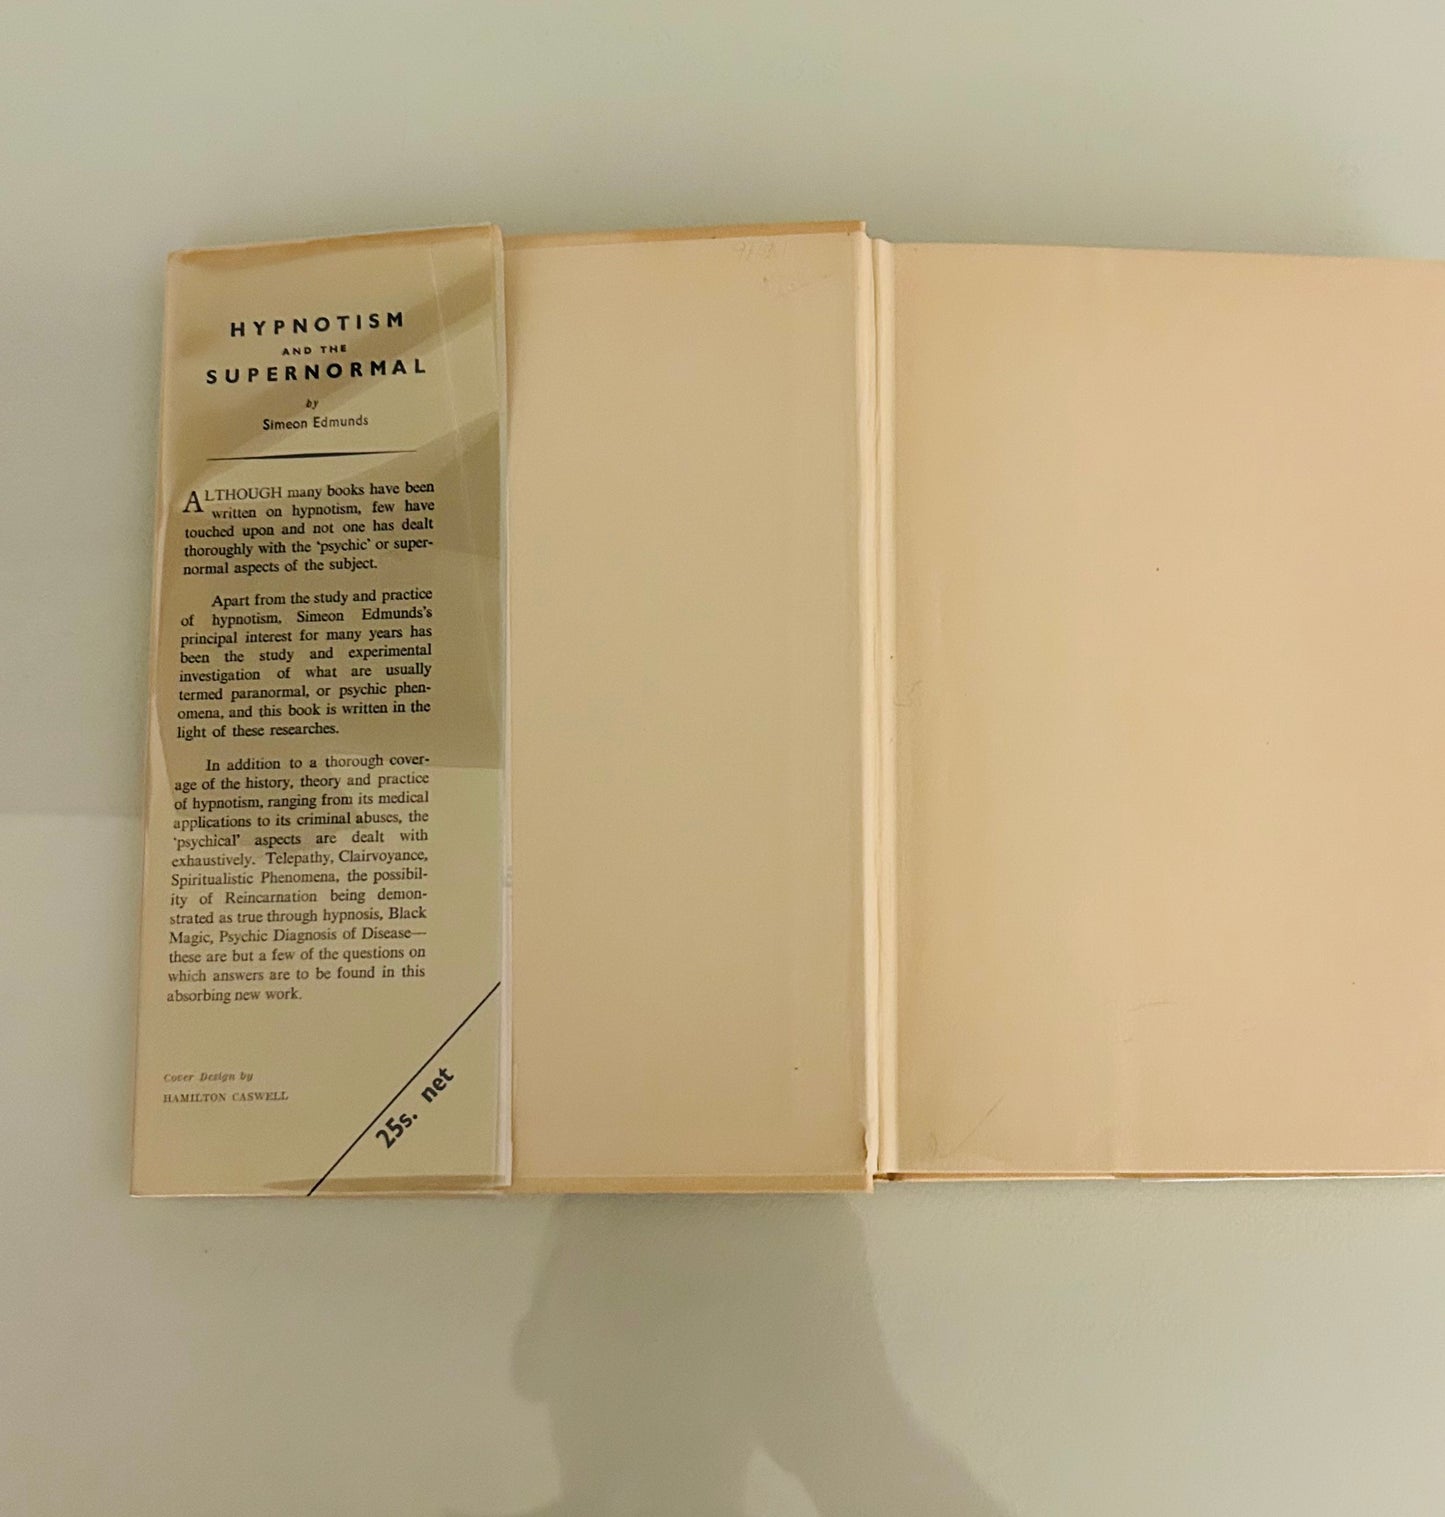 HYPNOTISM
AND THE
SUPERNORMAL
by
Simeon Edmunds
ALTHOUGH many books have been
written on hypnotism, few have
touched upon and not one has dealt
thoroughly with the ‘psychic’ or super-
normal aspects of the subject.
Apart from the study and practice
of hypnotism, Simeon Edmunds's
principal interest for many years has
been the study and experimental
investigation of what are usually
termed paranormal, or psychic phen-
omena, and this book is written in the
light of these researches.
In addition to a thorough cover-
age of the history, theory and practice
of hypnotism, ranging from its medical
applications to its criminal abuses, the
‘psychical’ aspects are dealt with
exhaustively. Telepathy, Clairvoyance,
Spiritualistic Phenomena, the possibil-
ity of Reincarnation being demon-
strated as true through hypnosis, Black
Magic, Psychic Diagnosis of Disease—
these are but a few of the questions on
which answers are to be found in this
absorbing new work.
Cover Design by
HAMILTON CASWELL
25s. net